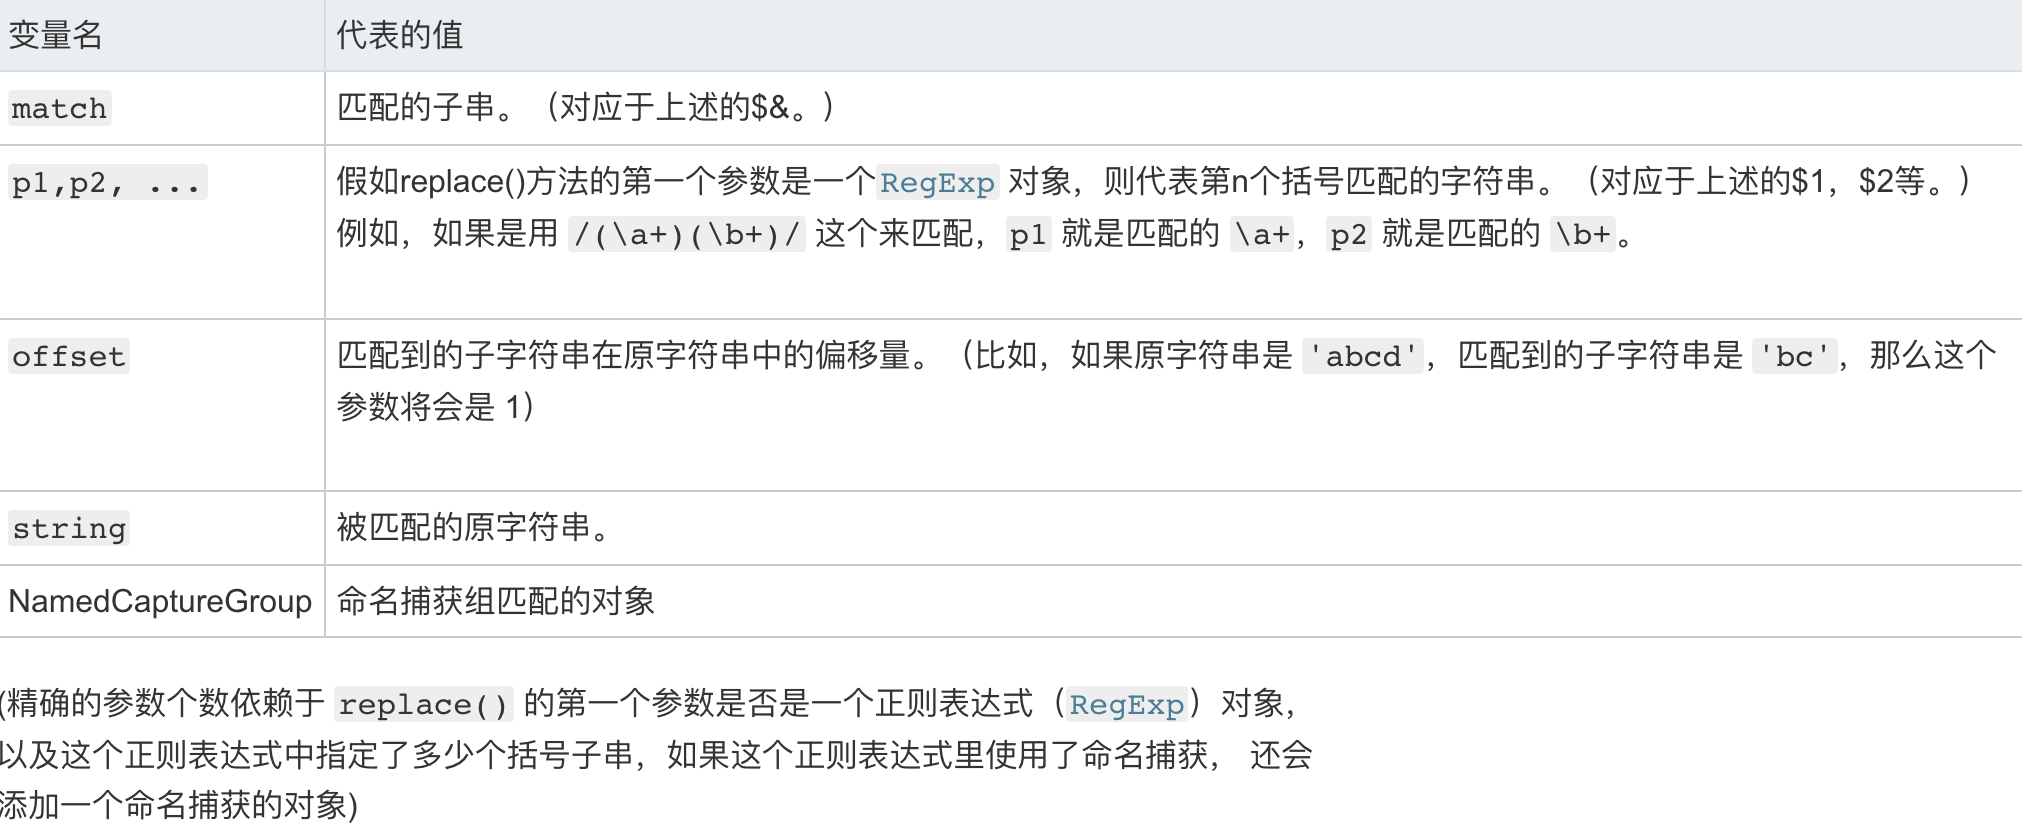 变量名 代表的值
match 匹配的子串。（对应于上述的$&。）
p1,p2, ... 假如replace()方法的第一个参数是一个RegExp 对象，则代表第n个括号匹配的字符串。（对应于上述的$1，$2等。）
例如，如果是用 /(\a+)(\b+)/ 这个来匹配，p1 就是匹配的 \a+，p2 就是匹配的 \b+。
offset 匹配到的子字符串在原字符串中的偏移量。（比如，如果原字符串是 'abcd'，匹配到的子字符串是 'bc'，那么这个
参数将会是 1）
string 被匹配的原字符串。
NamedCaptureGroup 命名捕获组匹配的对象
(精确的参数个数依赖于 replace() 的第一个参数是否是一个正则表达式（RegExp）对象，
以及这个正则表达式中指定了多少个括号子串，如果这个正则表达式里使用了命名捕获， 还会
添加一个命名捕获的对象)